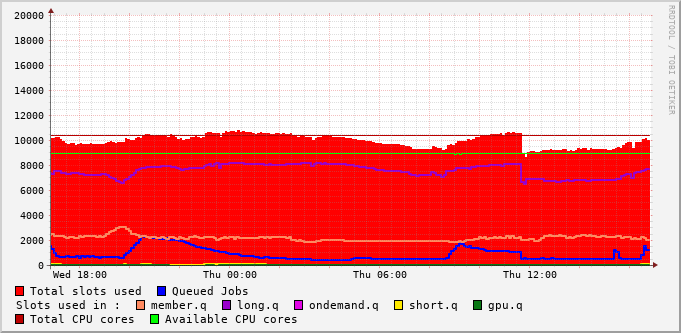 20000
18000
16000
14000
12000
10000
8000
6000
4000
2000
0
Wed 18:00 Thu 00:00 Thu 06:00 Thu 12:00
RRDTOOL / TOBI OETIKER
Total slots used Queued Jobs
Slots used in : member.q long.q ondemand.q short.q gpu.q
Total CPU cores Available CPU cores